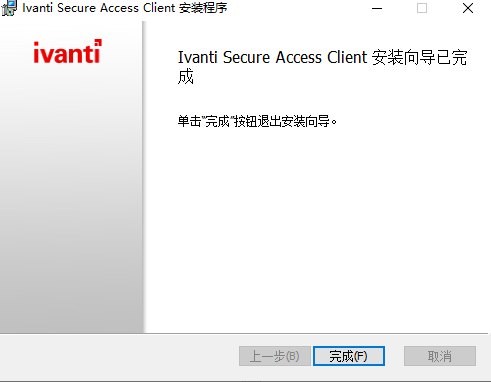 Ivanti Secure Access Client 安装程序
ivanti
Ivanti Secure Access Client 安装向导已完
成
单击"完成"按钮退出安装向导。
上一步(B)
完成(F)
取消